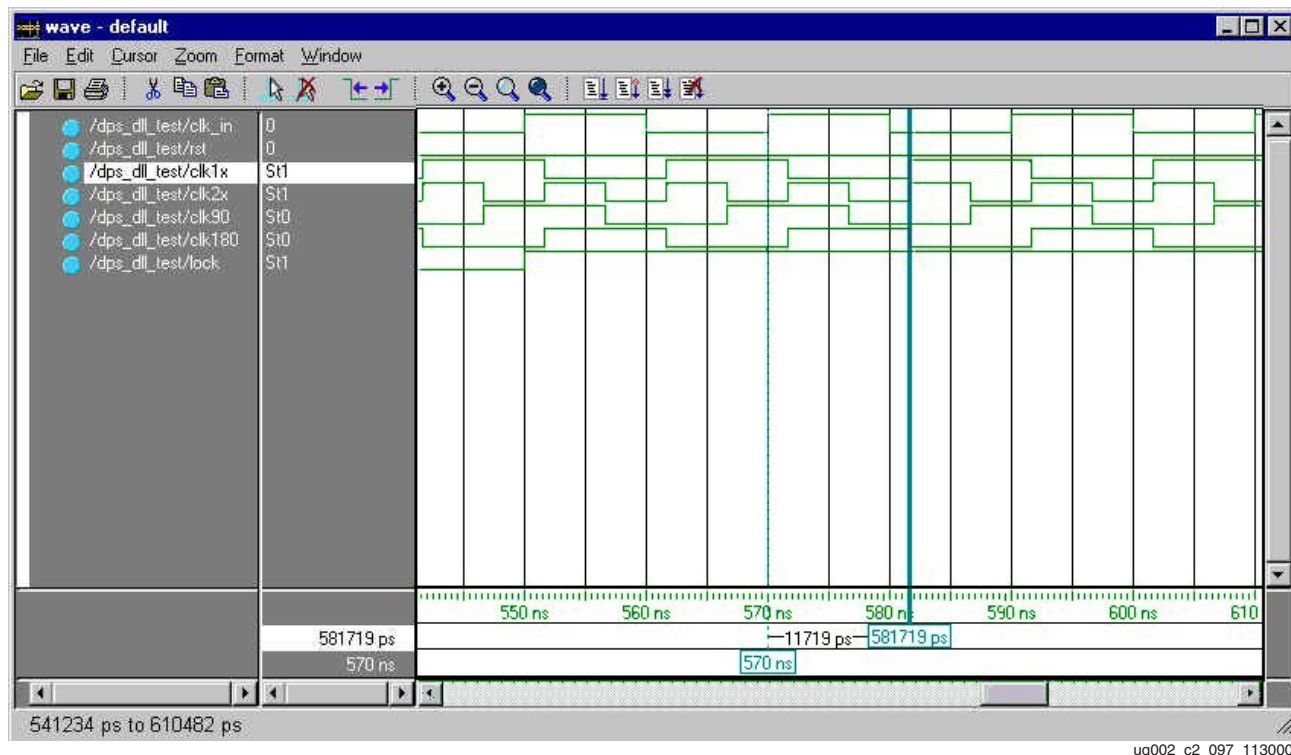 wave - default
File Edit Cursor Zoom Format Window
/dps_dll_test/clk_in 0
/dps_dll_test/rst 0
/dps_dll_test/clk1x St1
/dps_dll_test/clk2x St1
/dps_dll_test/clk90 St0
/dps_dll_test/clk180 St0
/dps_dll_test/lock St1
550 ns 560 ns 570 ns 580 n 590 ns 600 ns 610
581719 ps 11719 ps 581719 ps
570 ns 570 ns
541234 ps to 610482 ps
ug002_c2_097_113000